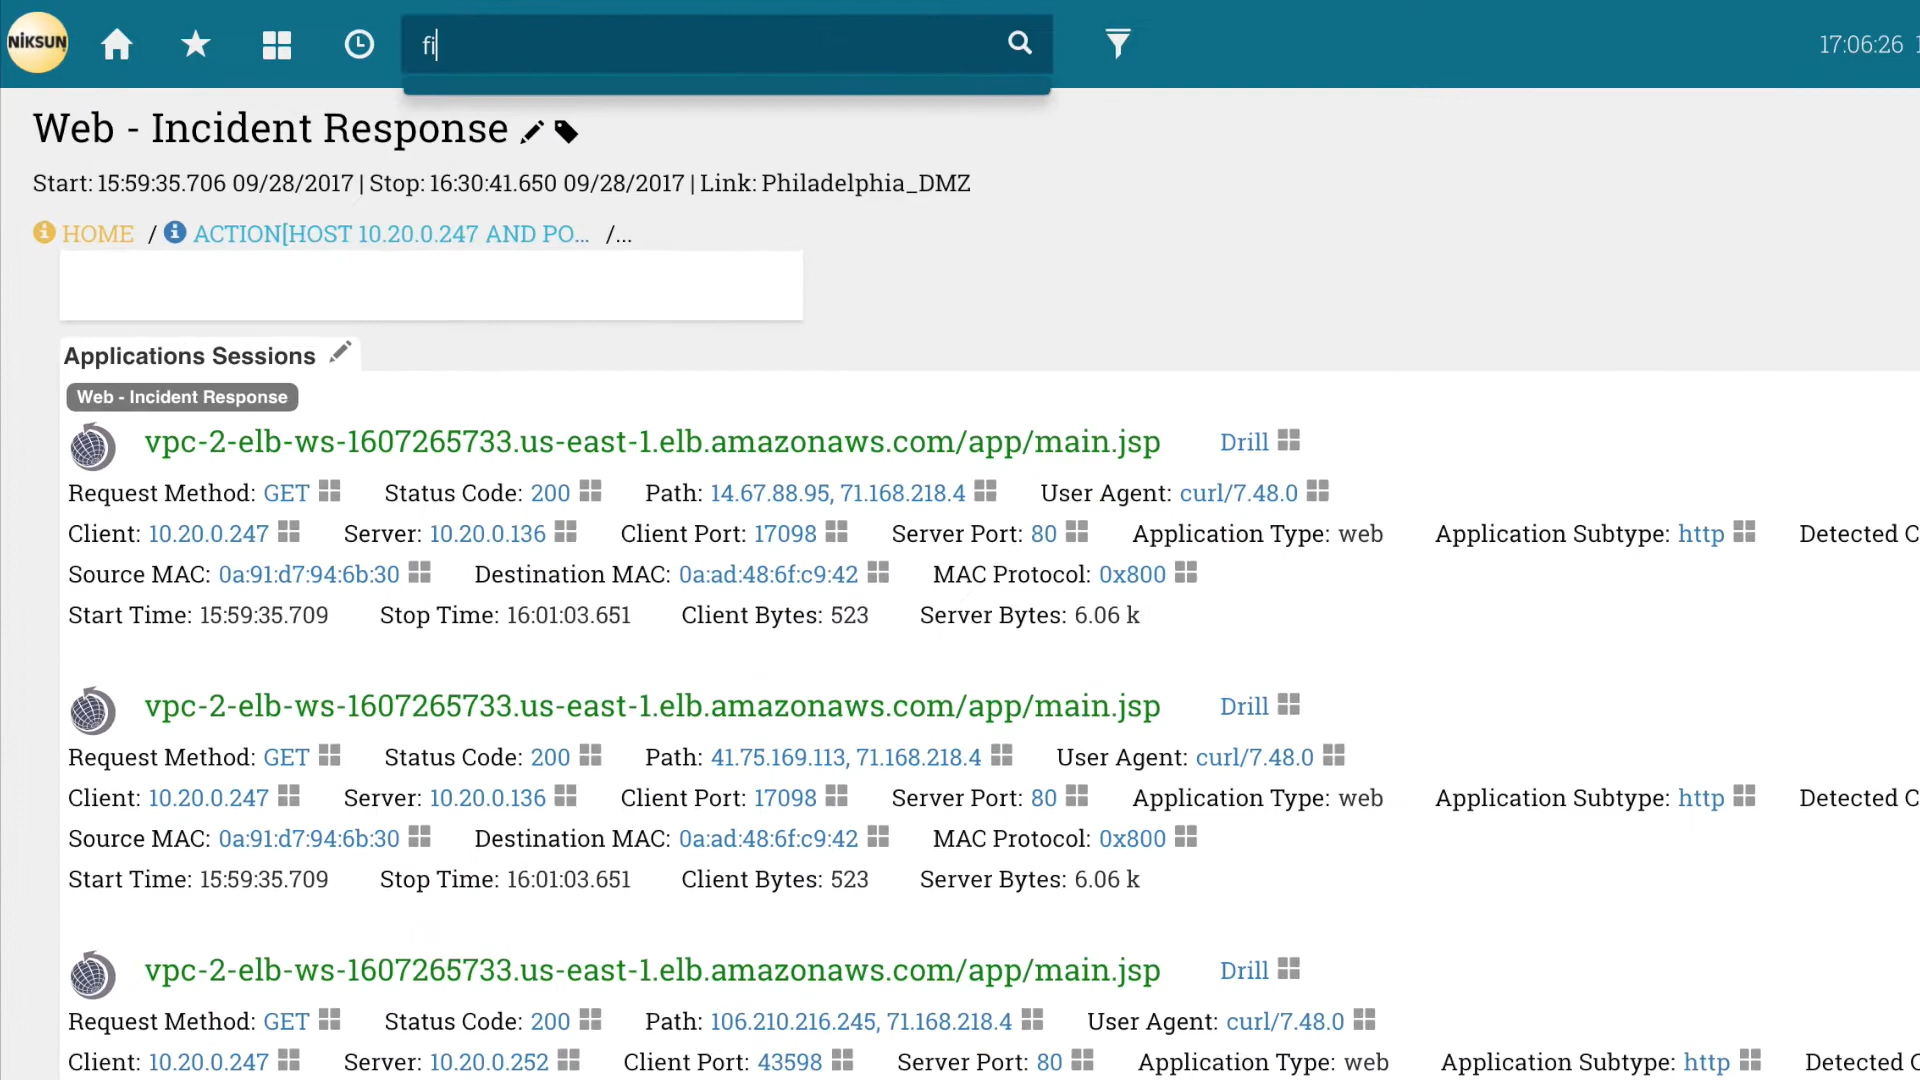 NIKSUN fi 17:06:26
Web - Incident Response
Start: 15:59:35.706 09/28/2017 | Stop: 16:30:41.650 09/28/2017 | Link: Philadelphia_DMZ
HOME / ACTION[HOST 10.20.0.247 AND PO... /...
Applications Sessions
Web - Incident Response
vpc-2-elb-ws-1607265733.us-east-1.elb.amazonaws.com/app/main.jsp Drill
Request Method: GET Status Code: 200 Path: 14.67.88.95, 71.168.218.4 User Agent: curl/7.48.0
Client: 10.20.0.247 Server: 10.20.0.136 Client Port: 17098 Server Port: 80 Application Type: web Application Subtype: http Detected C
Source MAC: 0a:91:d7:94:6b:30 Destination MAC: 0a:ad:48:6f:c9:42 MAC Protocol: 0x800
Start Time: 15:59:35.709 Stop Time: 16:01:03.651 Client Bytes: 523 Server Bytes: 6.06 k
vpc-2-elb-ws-1607265733.us-east-1.elb.amazonaws.com/app/main.jsp Drill
Request Method: GET Status Code: 200 Path: 41.75.169.113, 71.168.218.4 User Agent: curl/7.48.0
Client: 10.20.0.247 Server: 10.20.0.136 Client Port: 17098 Server Port: 80 Application Type: web Application Subtype: http Detected C
Source MAC: 0a:91:d7:94:6b:30 Destination MAC: 0a:ad:48:6f:c9:42 MAC Protocol: 0x800
Start Time: 15:59:35.709 Stop Time: 16:01:03.651 Client Bytes: 523 Server Bytes: 6.06 k
vpc-2-elb-ws-1607265733.us-east-1.elb.amazonaws.com/app/main.jsp Drill
Request Method: GET Status Code: 200 Path: 106.210.216.245, 71.168.218.4 User Agent: curl/7.48.0
Client: 10.20.0.247 Server: 10.20.0.252 Client Port: 43598 Server Port: 80 Application Type: web Application Subtype: http Detected C